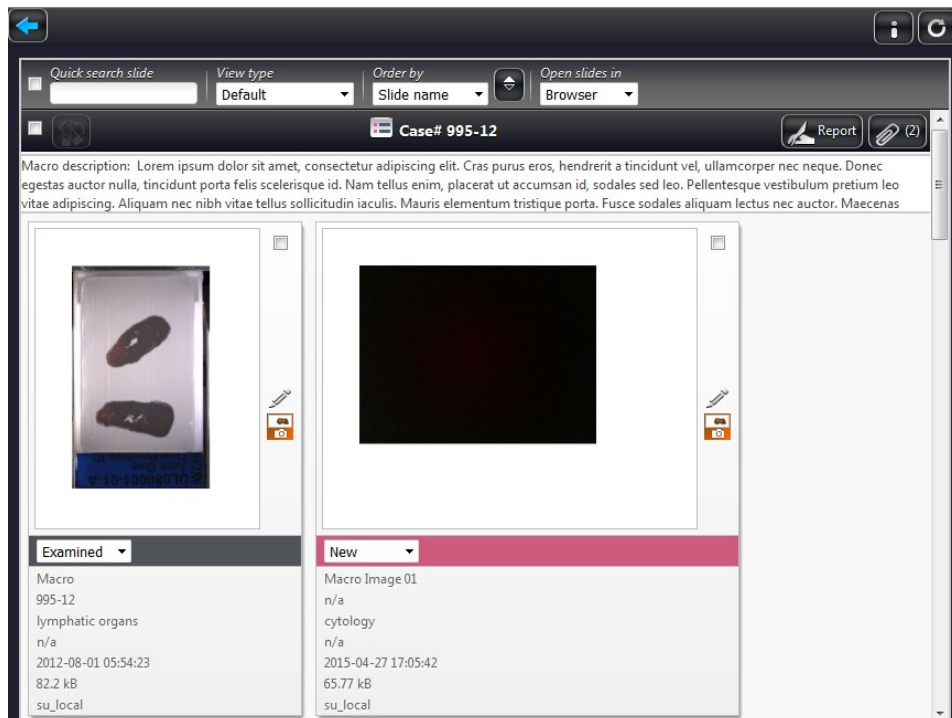 Quick search slide
View type
Order by
Open slides in
Default
Slide name
Browser
Case# 995-12
Report
(2)
Macro description: Lorem ipsum dolor sit amet, consectetur adipiscing elit. Cras purus eros, hendrerit a tincidunt vel, ullamcorper nec neque. Donec
egestas auctor nulla, tincidunt porta felis scelerisque id. Nam tellus enim, placerat ut accumsan id, sodales sed leo. Pellentesque vestibulum pretium leo
vitae adipiscing. Aliquam nec nibh vitae tellus sollicitudin iaculis. Mauris elementum tristique porta. Fusce sodales aliquam lectus nec auctor. Maecenas
Jane Doe
DL080001-01-A
Examined
Macro
995-12
lymphatic organs
n/a
2012-08-01 05:54:23
82.2 kB
su_local
New
Macro Image 01
n/a
cytology
n/a
2015-04-27 17:05:42
65.77 kB
su_local